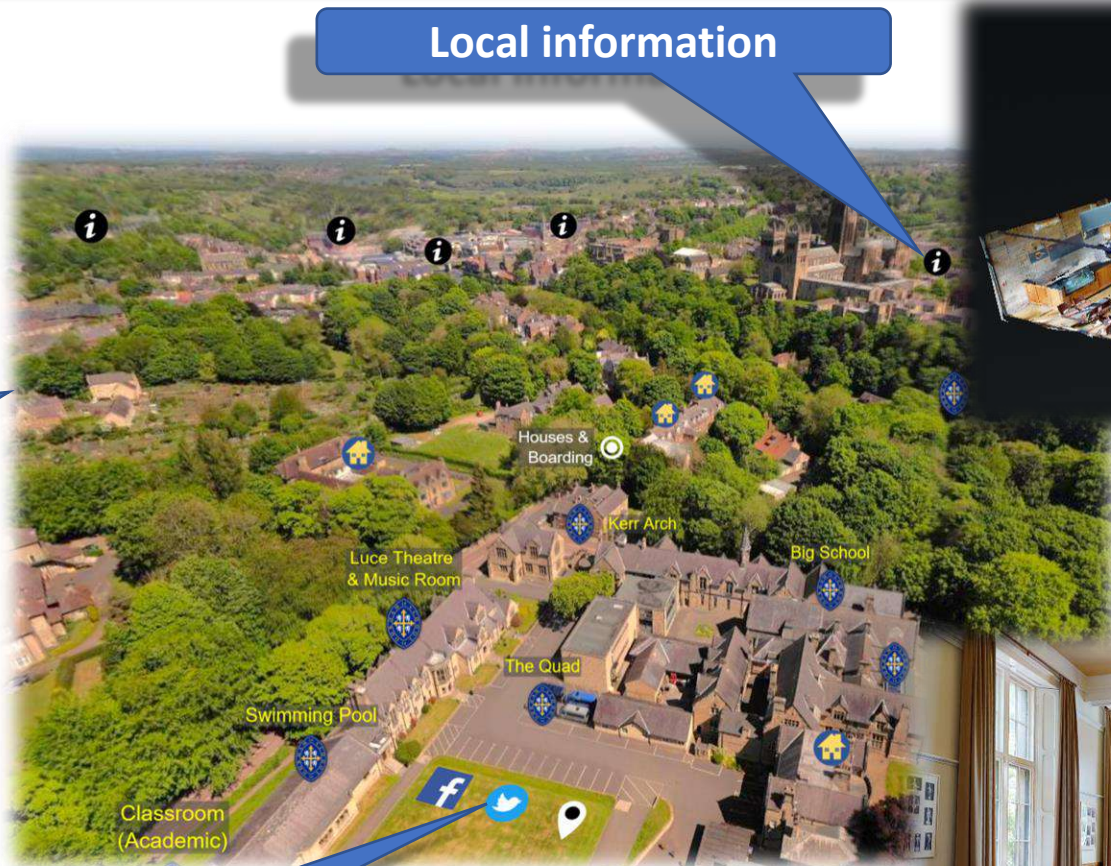 Local information
i
i
i
i
i
Houses &
Boarding
Kerr Arch
Big School
Luce Theatre
& Music Room
The Quad
Swimming Pool
Classroom
(Academic)
f